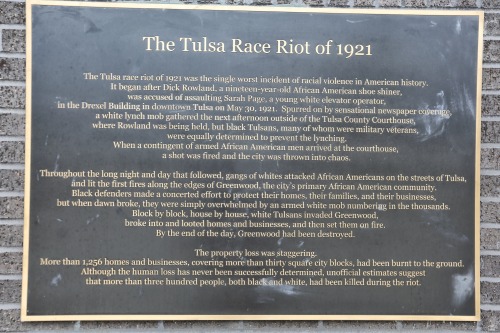 The Tulsa Race Riot of 1921
The Tulsa race riot of 1921 was the single worst incident of racial violence in American history.
It began after Dick Rowland, a nineteen-year-old African American shoe shiner,
was accused of assaulting Sarah Page, a young white elevator operator,
in the Drexel Building in downtown Tulsa on May 30, 1921. Spurred on by sensational newspaper coverage,
a white lynch mob gathered the next afternoon outside of the Tulsa County Courthouse,
where Rowland was being held, but black Tulsans, many of whom were military veterans,
were equally determined to prevent the lynching.
When a contingent of armed African American men arrived at the courthouse,
a shot was fired and the city was thrown into chaos.
Throughout the long night and day that followed, gangs of whites attacked African Americans on the streets of Tulsa,
and lit the first fires along the edges of Greenwood, the city's primary African American community.
Black defenders made a concerted effort to protect their homes, their families, and their businesses,
but when dawn broke, they were simply overwhelmed by an armed white mob numbering in the thousands.
Block by block, house by house, white Tulsans invaded Greenwood,
broke into and looted homes and businesses, and then set them on fire.
By the end of the day, Greenwood had been destroyed.
The property loss was staggering.
More than 1,256 homes and businesses, covering more than thirty square city blocks, had been burnt to the ground.
Although the human loss has never been successfully determined, unofficial estimates suggest
that more than three hundred people, both black and white, had been killed during the riot.